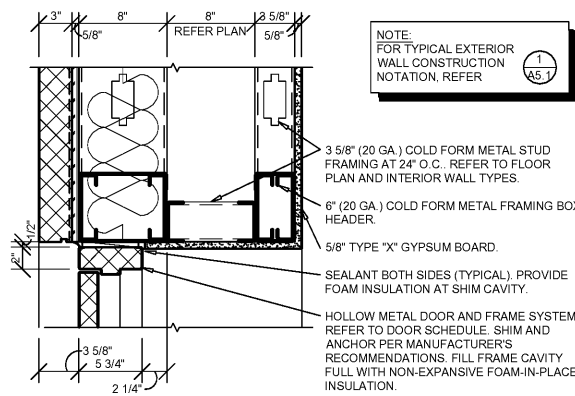 3" 8" 8" 3 5/8"
5/8" REFER PLAN 5/8"
NOTE:
FOR TYPICAL EXTERIOR
WALL CONSTRUCTION
NOTATION, REFER
1
A5.1
3 5/8" (20 GA.) COLD FORM METAL STUD
FRAMING AT 24" O.C.. REFER TO FLOOR
PLAN AND INTERIOR WALL TYPES.
6" (20 GA.) COLD FORM METAL FRAMING BOX
HEADER.
5/8" TYPE "X" GYPSUM BOARD.
SEALANT BOTH SIDES (TYPICAL). PROVIDE
FOAM INSULATION AT SHIM CAVITY.
HOLLOW METAL DOOR AND FRAME SYSTEM
REFER TO DOOR SCHEDULE. SHIM AND
ANCHOR PER MANUFACTURER'S
RECOMMENDATIONS. FILL FRAME CAVITY
FULL WITH NON-EXPANSIVE FOAM-IN-PLACE
INSULATION.
1/2"
2"
3 5/8"
5 3/4"
2 1/4"